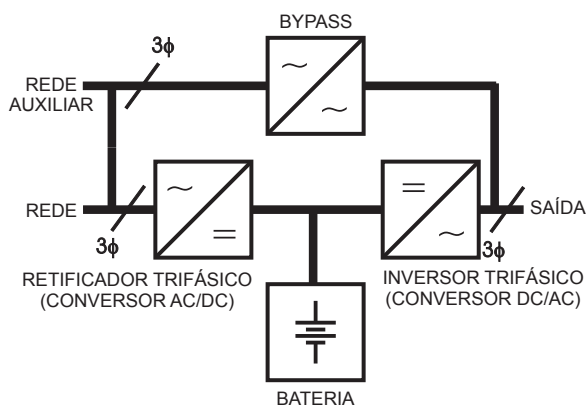 BYPASS
3ϕ
REDE
AUXILIAR
REDE
3ϕ
SAÍDA
3ϕ
RETIFICADOR TRIFÁSICO
(CONVERSOR AC/DC)
INVERSOR TRIFÁSICO
(CONVERSOR DC/AC)
BATERIA